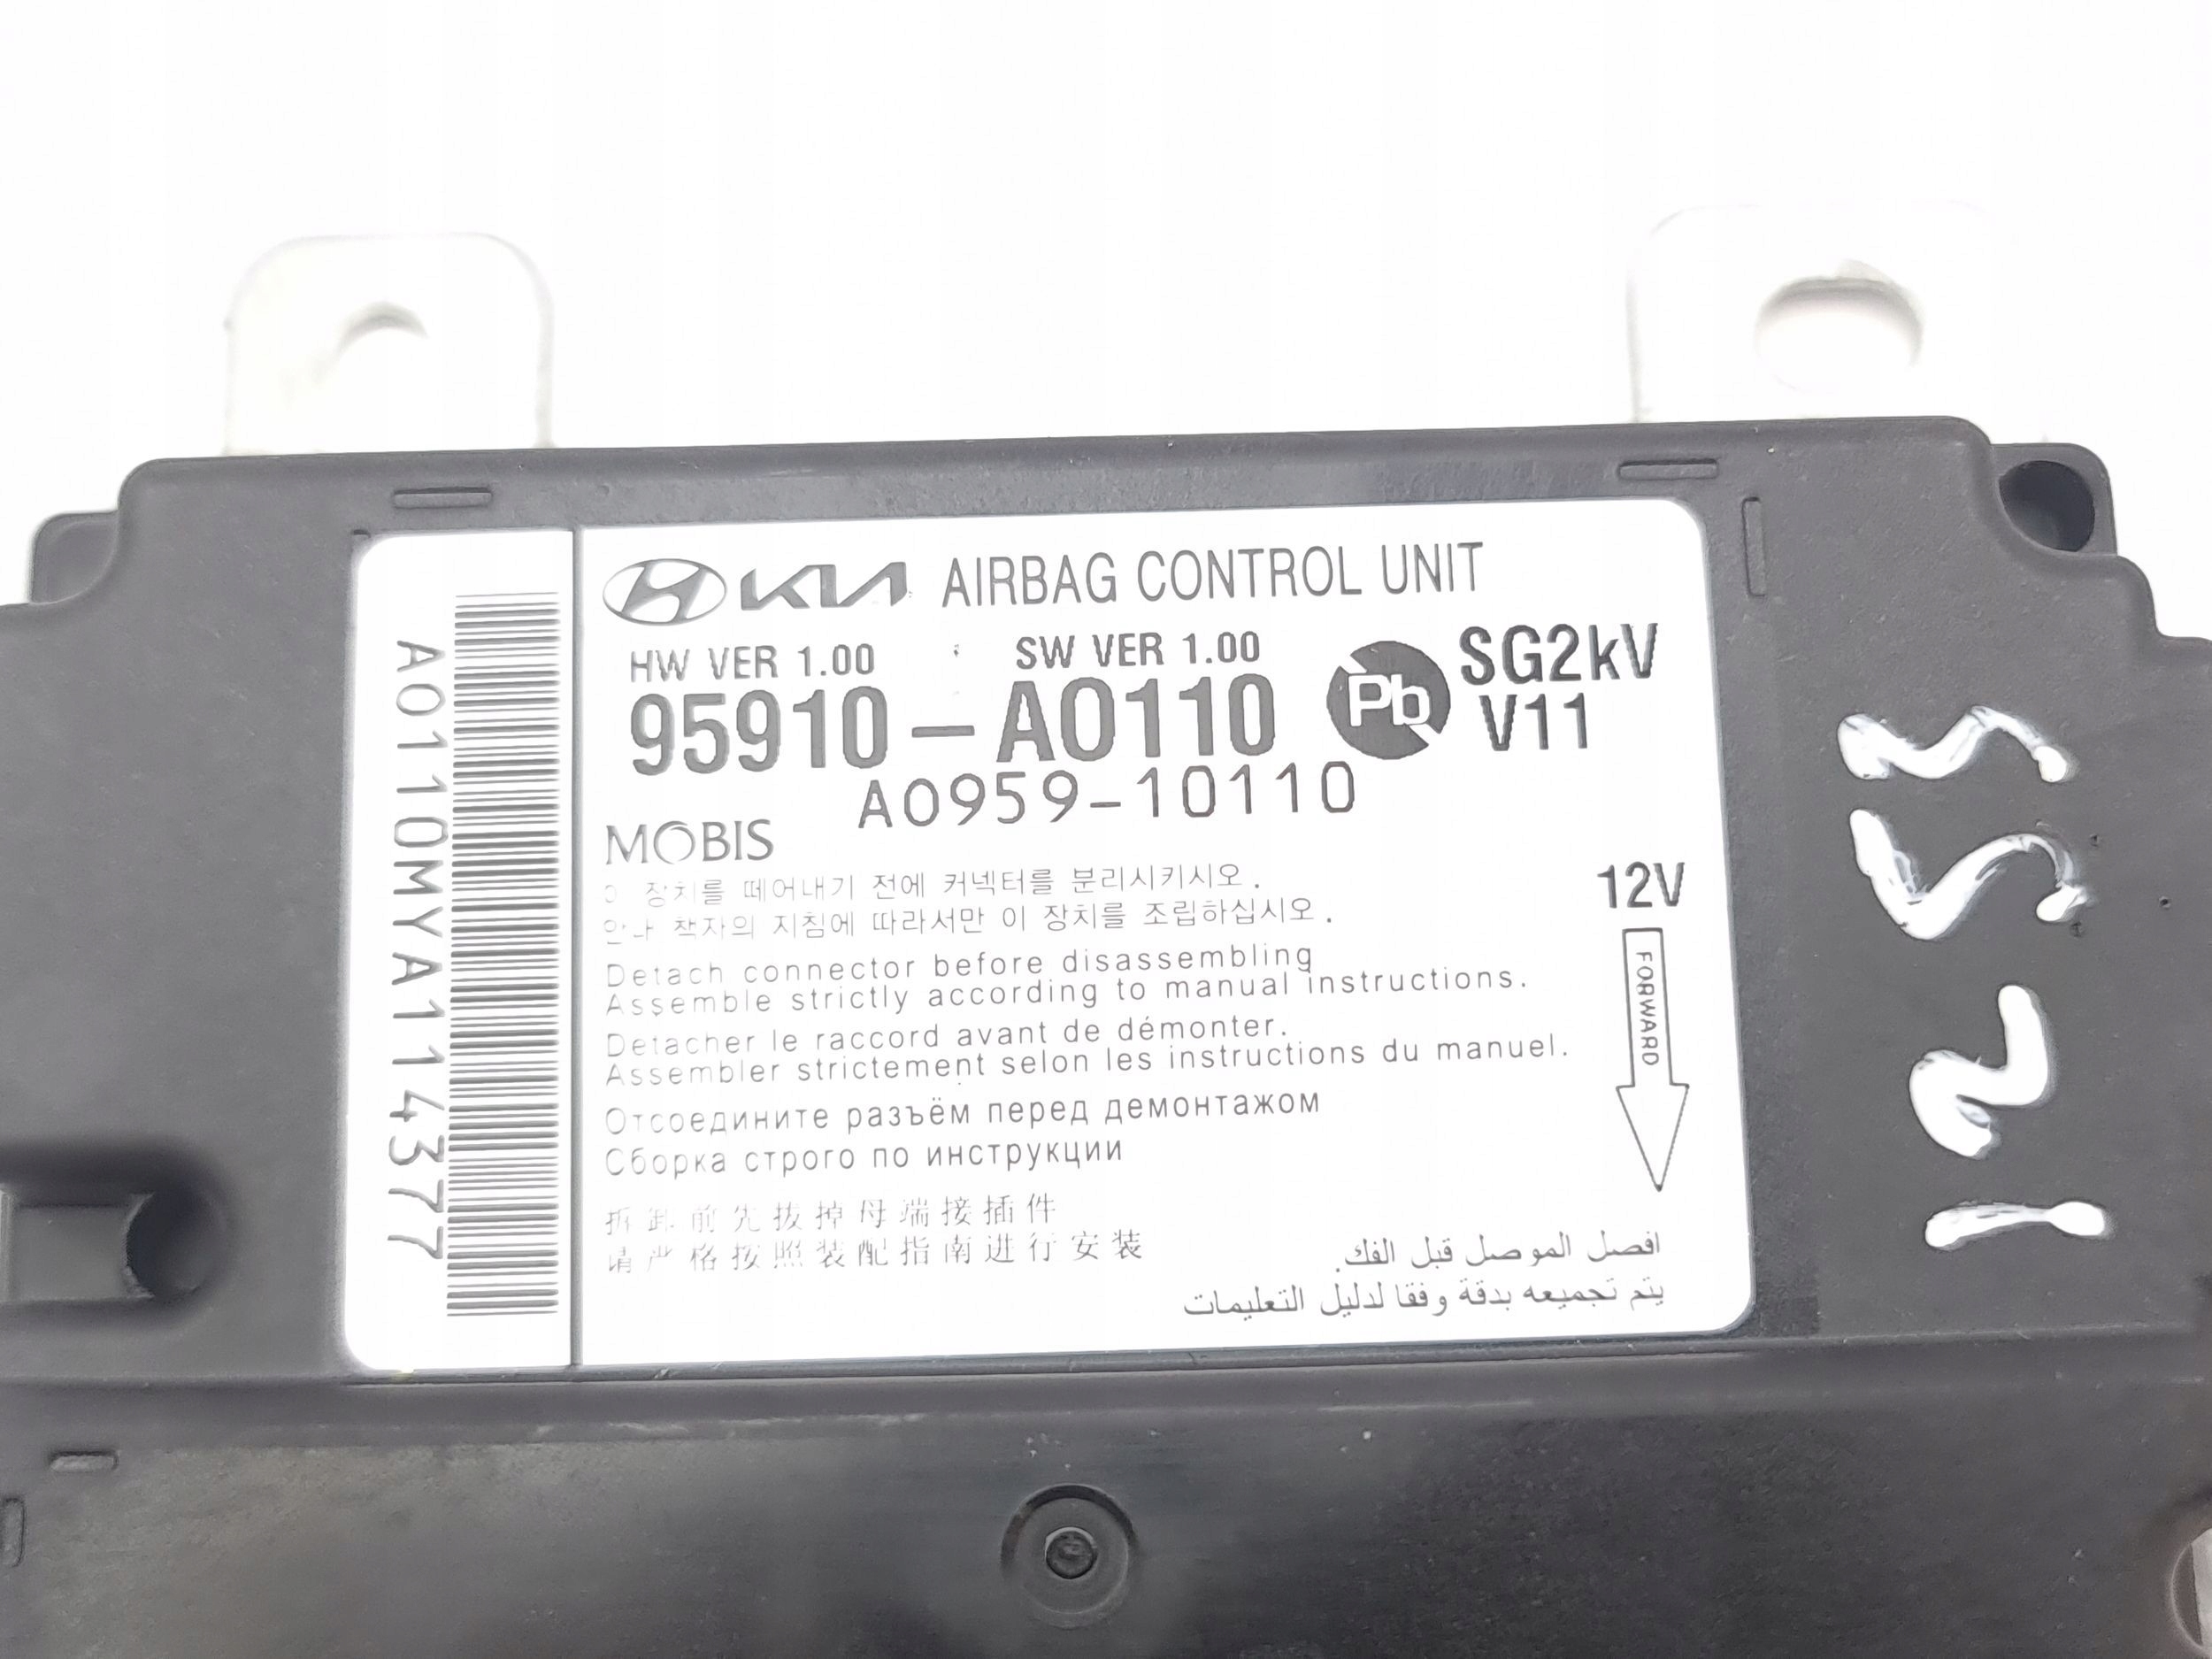 KIA AIRBAG CONTROL UNIT
HW VER 1.00 SW VER 1.00
95910-A0110
Pb
SG2kV
V11
A0959-10110
MOBIS
이 장치를 떼어내기 전에 커넥터를 분리시키시오.
안내 책자의 지침에 따라서만 이 장치를 조립하십시오.
Detach connector before disassembling
Assemble strictly according to manual instructions.
Detacher le raccord avant de démonter.
Assembler strictement selon les instructions du manuel.
Отсоедините разъём перед демонтажом
Сборка строго по инструкции
拆卸前先拔掉母端接插件
请严格按照装配指南进行安装
12V
FORWARD
افصل الموصل قبل الفك.
يتم تجميعه بدقة وفقا لدليل التعليمات
A0110MYA114377